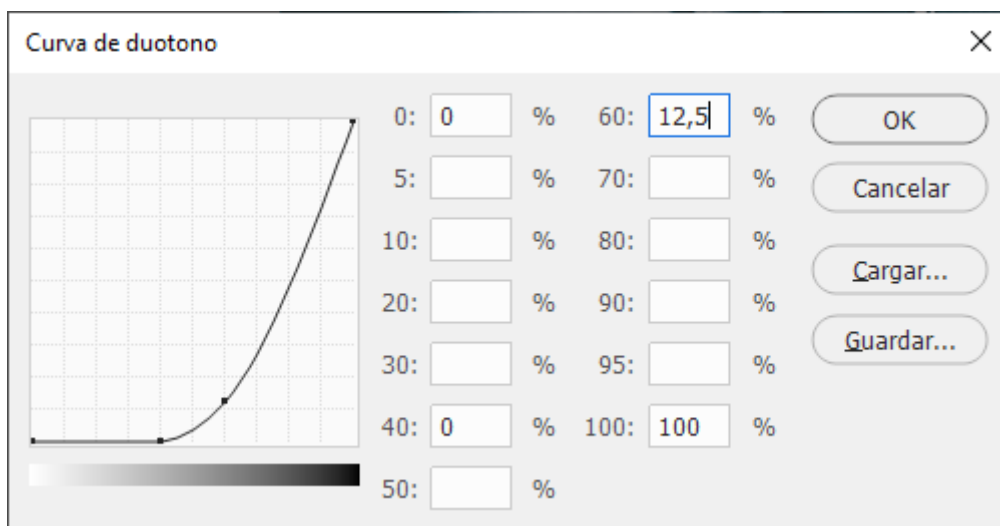 Curva de duotono
0: 0 % 60: 12,5 % OK
5: % 70: % Cancelar
10: % 80: %
20: % 90: % Cargar...
30: % 95: % Guardar...
40: 0 % 100: 100 %
50: %